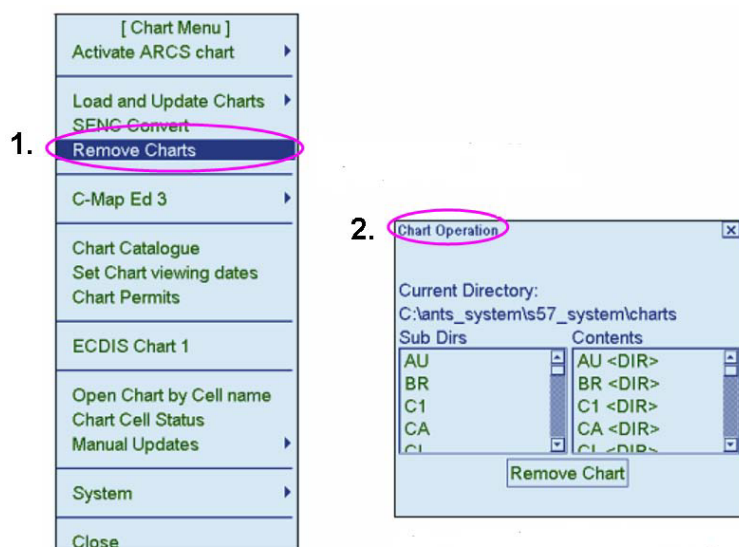 1.
[ Chart Menu ]
Activate ARCS chart
Load and Update Charts
SENC Convert
Remove Charts
C-Map Ed 3
Chart Catalogue
Set Chart viewing dates
Chart Permits
ECDIS Chart 1
Open Chart by Cell name
Chart Cell Status
Manual Updates
System
Close
2.
Chart Operation
Current Directory:
C:\ants_system\s57_system\charts
Sub Dirs Contents
AU AU <DIR>
BR BR <DIR>
C1 C1 <DIR>
CA CA <DIR>
CL CL <DIR>
Remove Chart